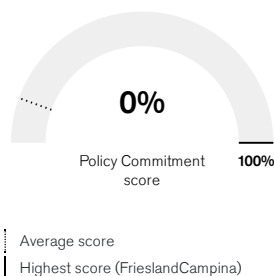 0%
Policy Commitment
score
100%
Average score
Highest score (FrieslandCampina)